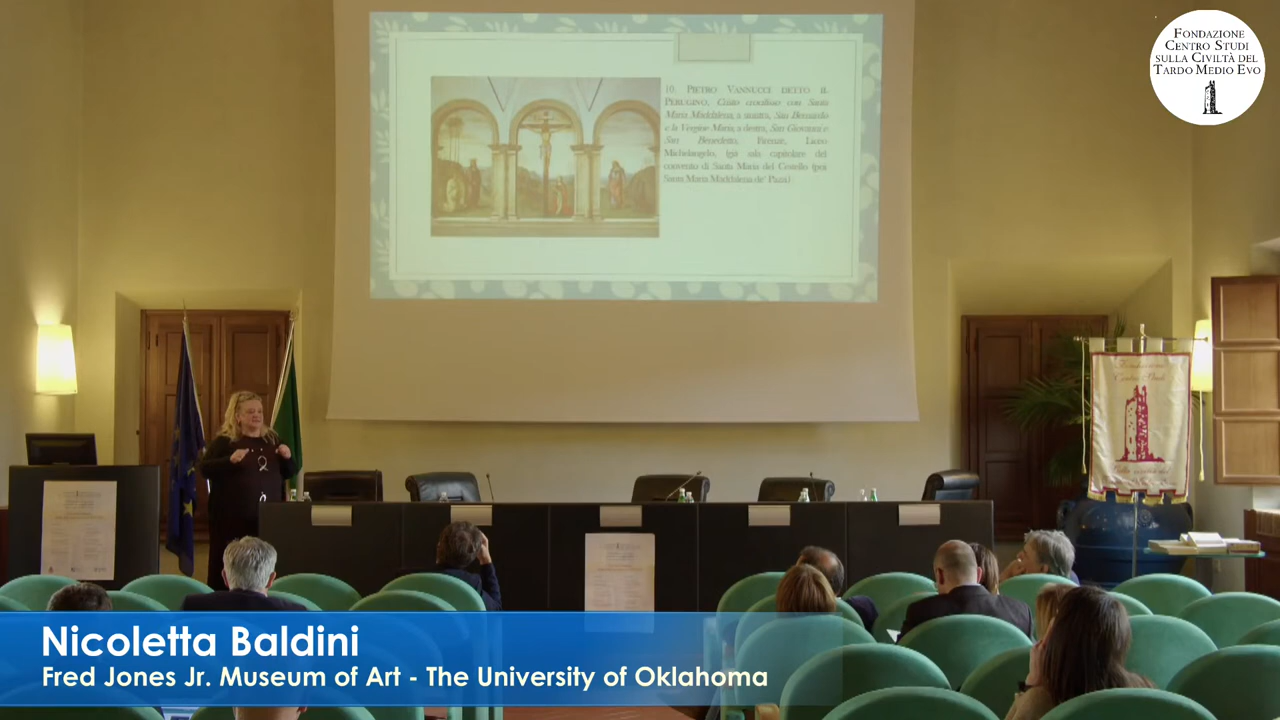 FONDAZIONE
CENTRO STUDI
SULLA CIVILTÀ DEL
TARDO MEDIO EVO
10. PIETRO VANNUCCI DETTO IL
PERUGINO, Cristo crocifisso con Santa
Maria Maddalena, a sinistra, San Bernardo
e la Vergine Maria, a destra, San Giovanni e
San Benedetto, Firenze, Liceo
Michelangelo, (già sala capitolare del
convento di Santa Maria del Cestello (poi
Santa Maria Maddalena de' Pazzi)
Nicoletta Baldini
Fred Jones Jr. Museum of Art - The University of Oklahoma